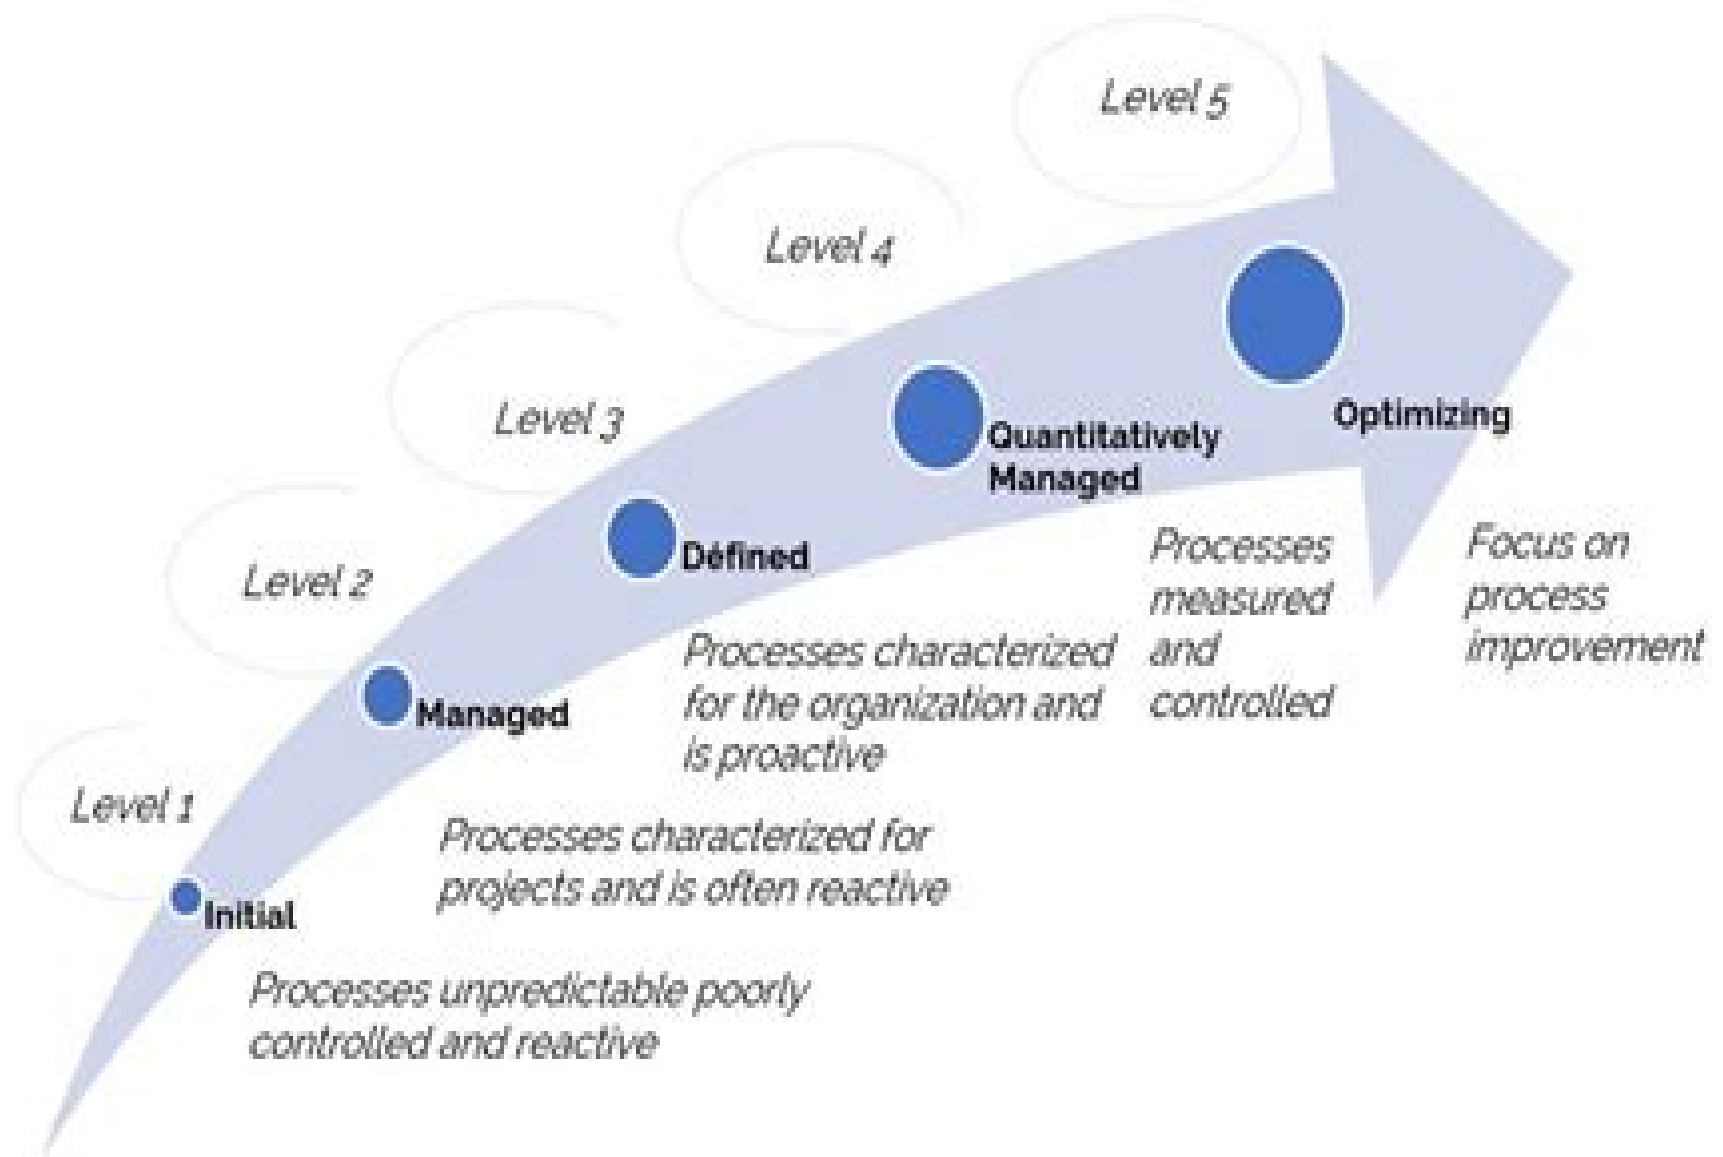 Level 1
Initial
Processes unpredictable poorly
controlled and reactive
Level 2
Managed
Processes characterized for
projects and is often reactive
Level 3
Défined
Processes characterized
for the organization and
is proactive
Level 4
Quantitatively
Managed
Processes
measured
and
controlled
Level 5
Optimizing
Focus on
process
improvement